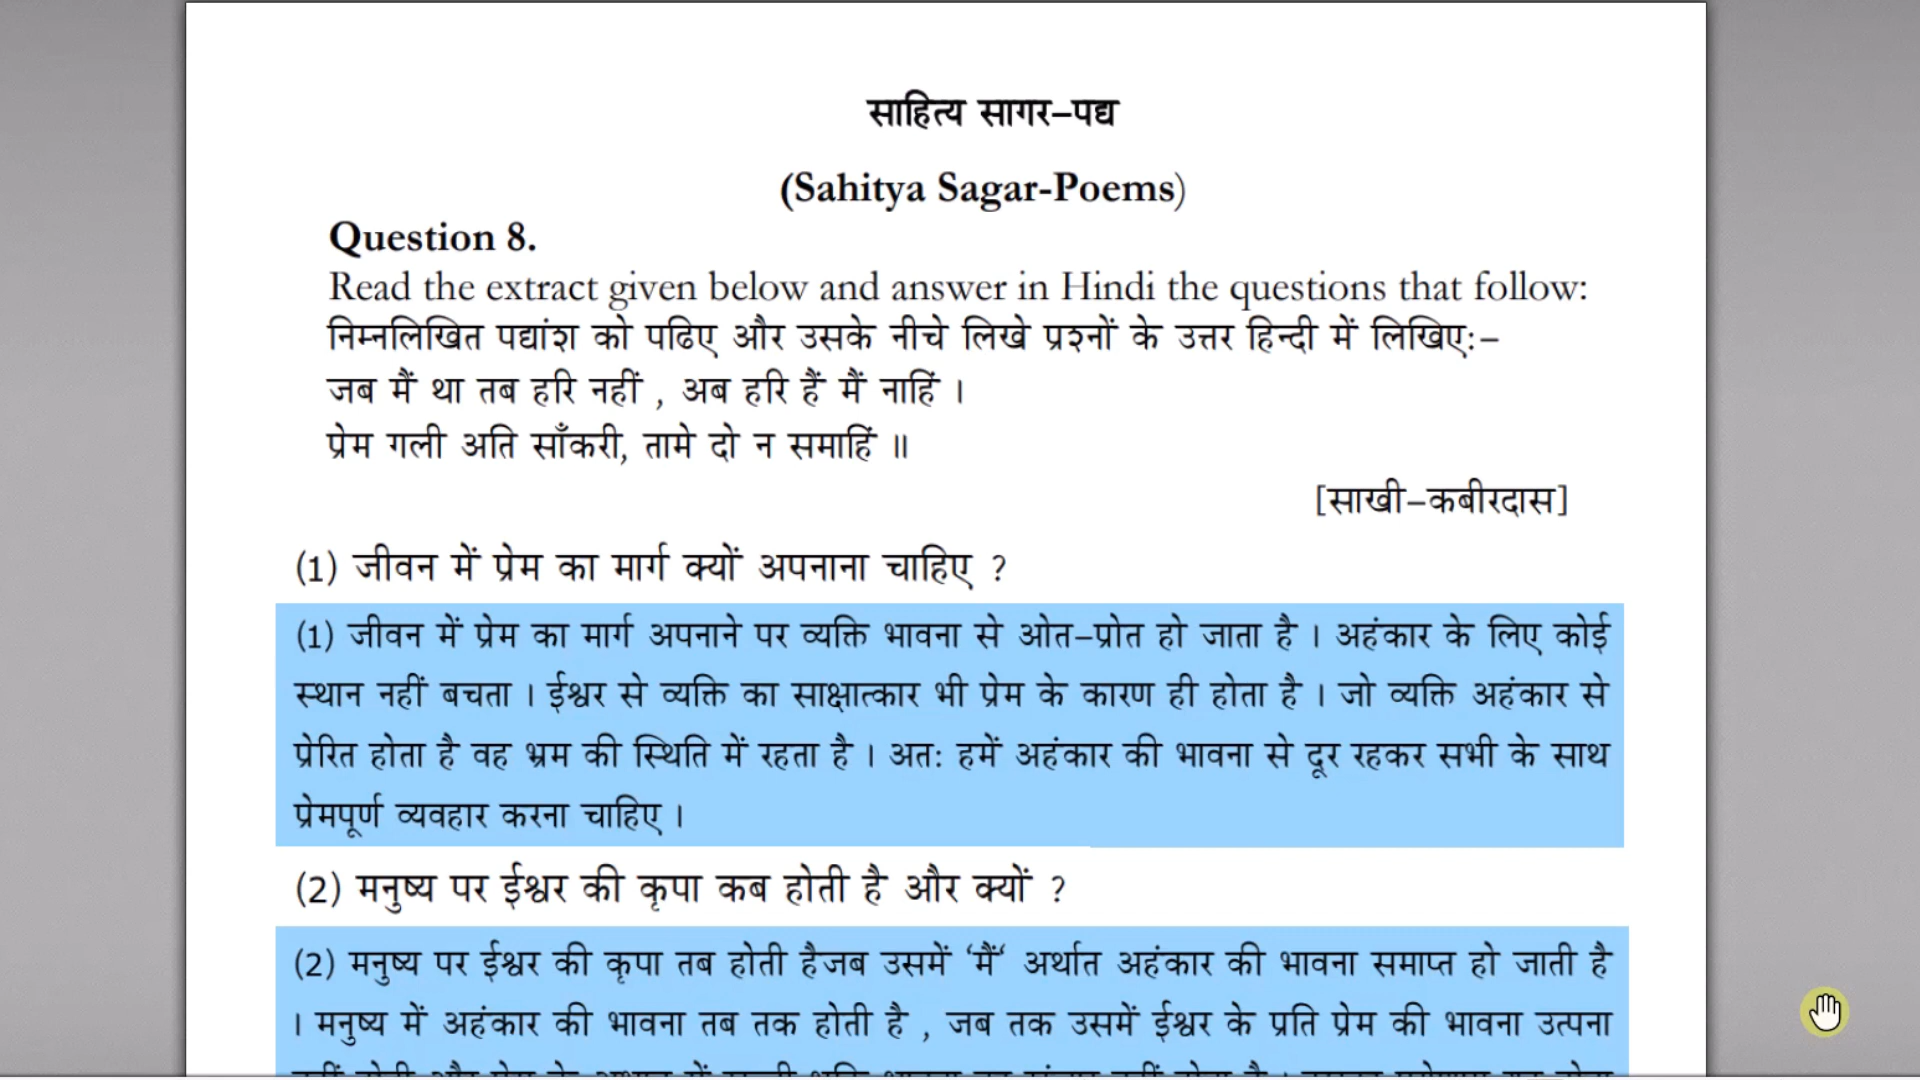 साहित्य सागर–पद्य
(Sahitya Sagar-Poems)
Question 8.
Read the extract given below and answer in Hindi the questions that follow:
निम्नलिखित पद्यांश को पढिए और उसके नीचे लिखे प्रश्नों के उत्तर हिन्दी में लिखिए:–
जब मैं था तब हरि नहीं , अब हरि हैं मैं नाहिं ।
प्रेम गली अति साँकरी, तामे दो न समाहिं ॥
[साखी–कबीरदास]
(1) जीवन में प्रेम का मार्ग क्यों अपनाना चाहिए ?
(1) जीवन में प्रेम का मार्ग अपनाने पर व्यक्ति भावना से ओत–प्रोत हो जाता है । अहंकार के लिए कोई
स्थान नहीं बचता । ईश्वर से व्यक्ति का साक्षात्कार भी प्रेम के कारण ही होता है । जो व्यक्ति अहंकार से
प्रेरित होता है वह भ्रम की स्थिति में रहता है । अत: हमें अहंकार की भावना से दूर रहकर सभी के साथ
प्रेमपूर्ण व्यवहार करना चाहिए ।
(2) मनुष्य पर ईश्वर की कृपा कब होती है और क्यों ?
(2) मनुष्य पर ईश्वर की कृपा तब होती हैजब उसमें ‘मैं‘ अर्थात अहंकार की भावना समाप्त हो जाती है
। मनुष्य में अहंकार की भावना तब तक होती है , जब तक उसमें ईश्वर के प्रति प्रेम की भावना उत्पना